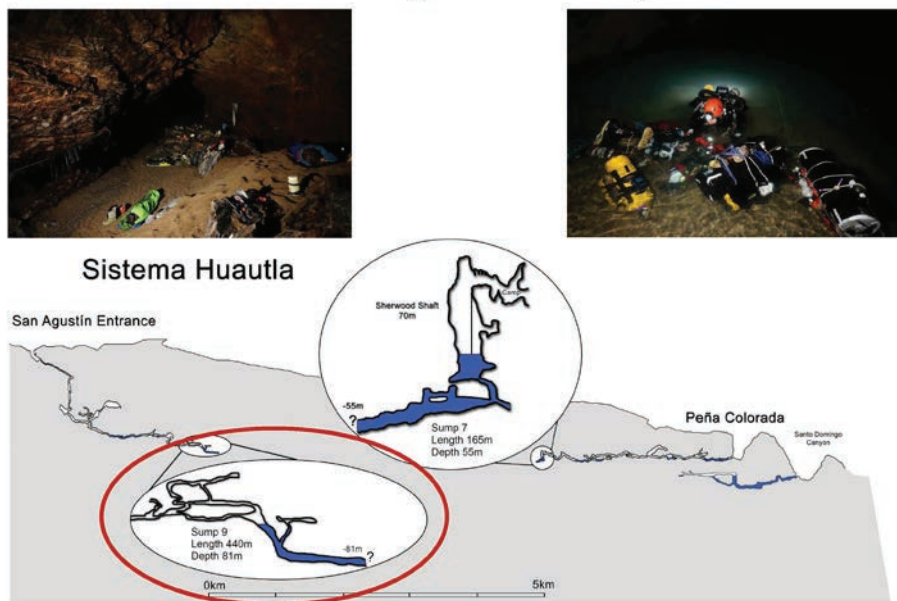 Sistema Huautla
San Agustín Entrance
Sherwood Shaft
70m
Camp
-55m
?
Sump 7
Length 165m
Depth 55m
Peña Colorada
Santo Domingo
Canyon
Sump 9
Length 440m
Depth 81m
-81m
?
0km
5km